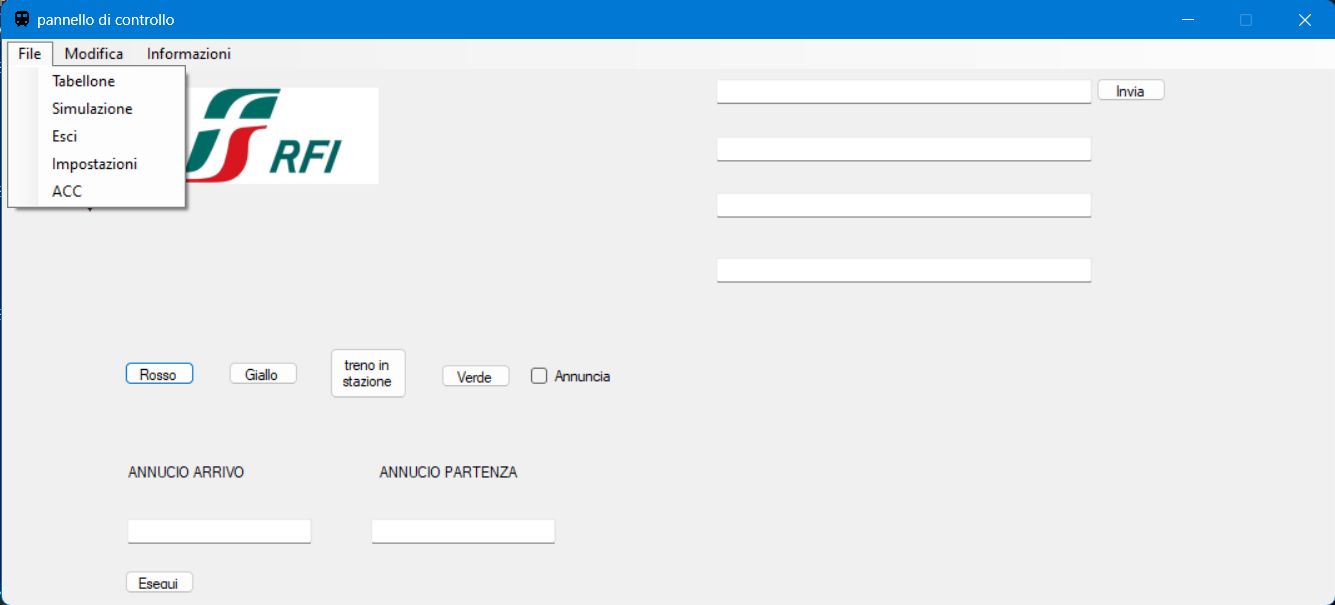 pannello di controllo
File Modifica Informazioni
Tabellone
Simulazione
Esci
Impostazioni
ACC
RFI
Invia
Rosso
Giallo
treno in
stazione
Verde
Annuncia
ANNUCIO ARRIVO
ANNUCIO PARTENZA
Esegui